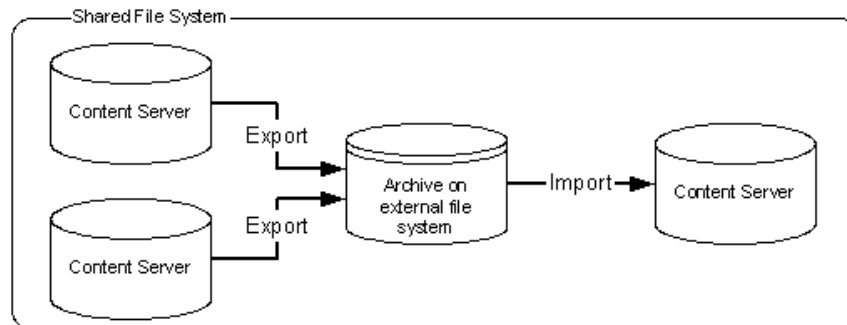 Shared File System
Content Server
Export
Export
Content Server
Archive on
external file
system
Import
Content Server